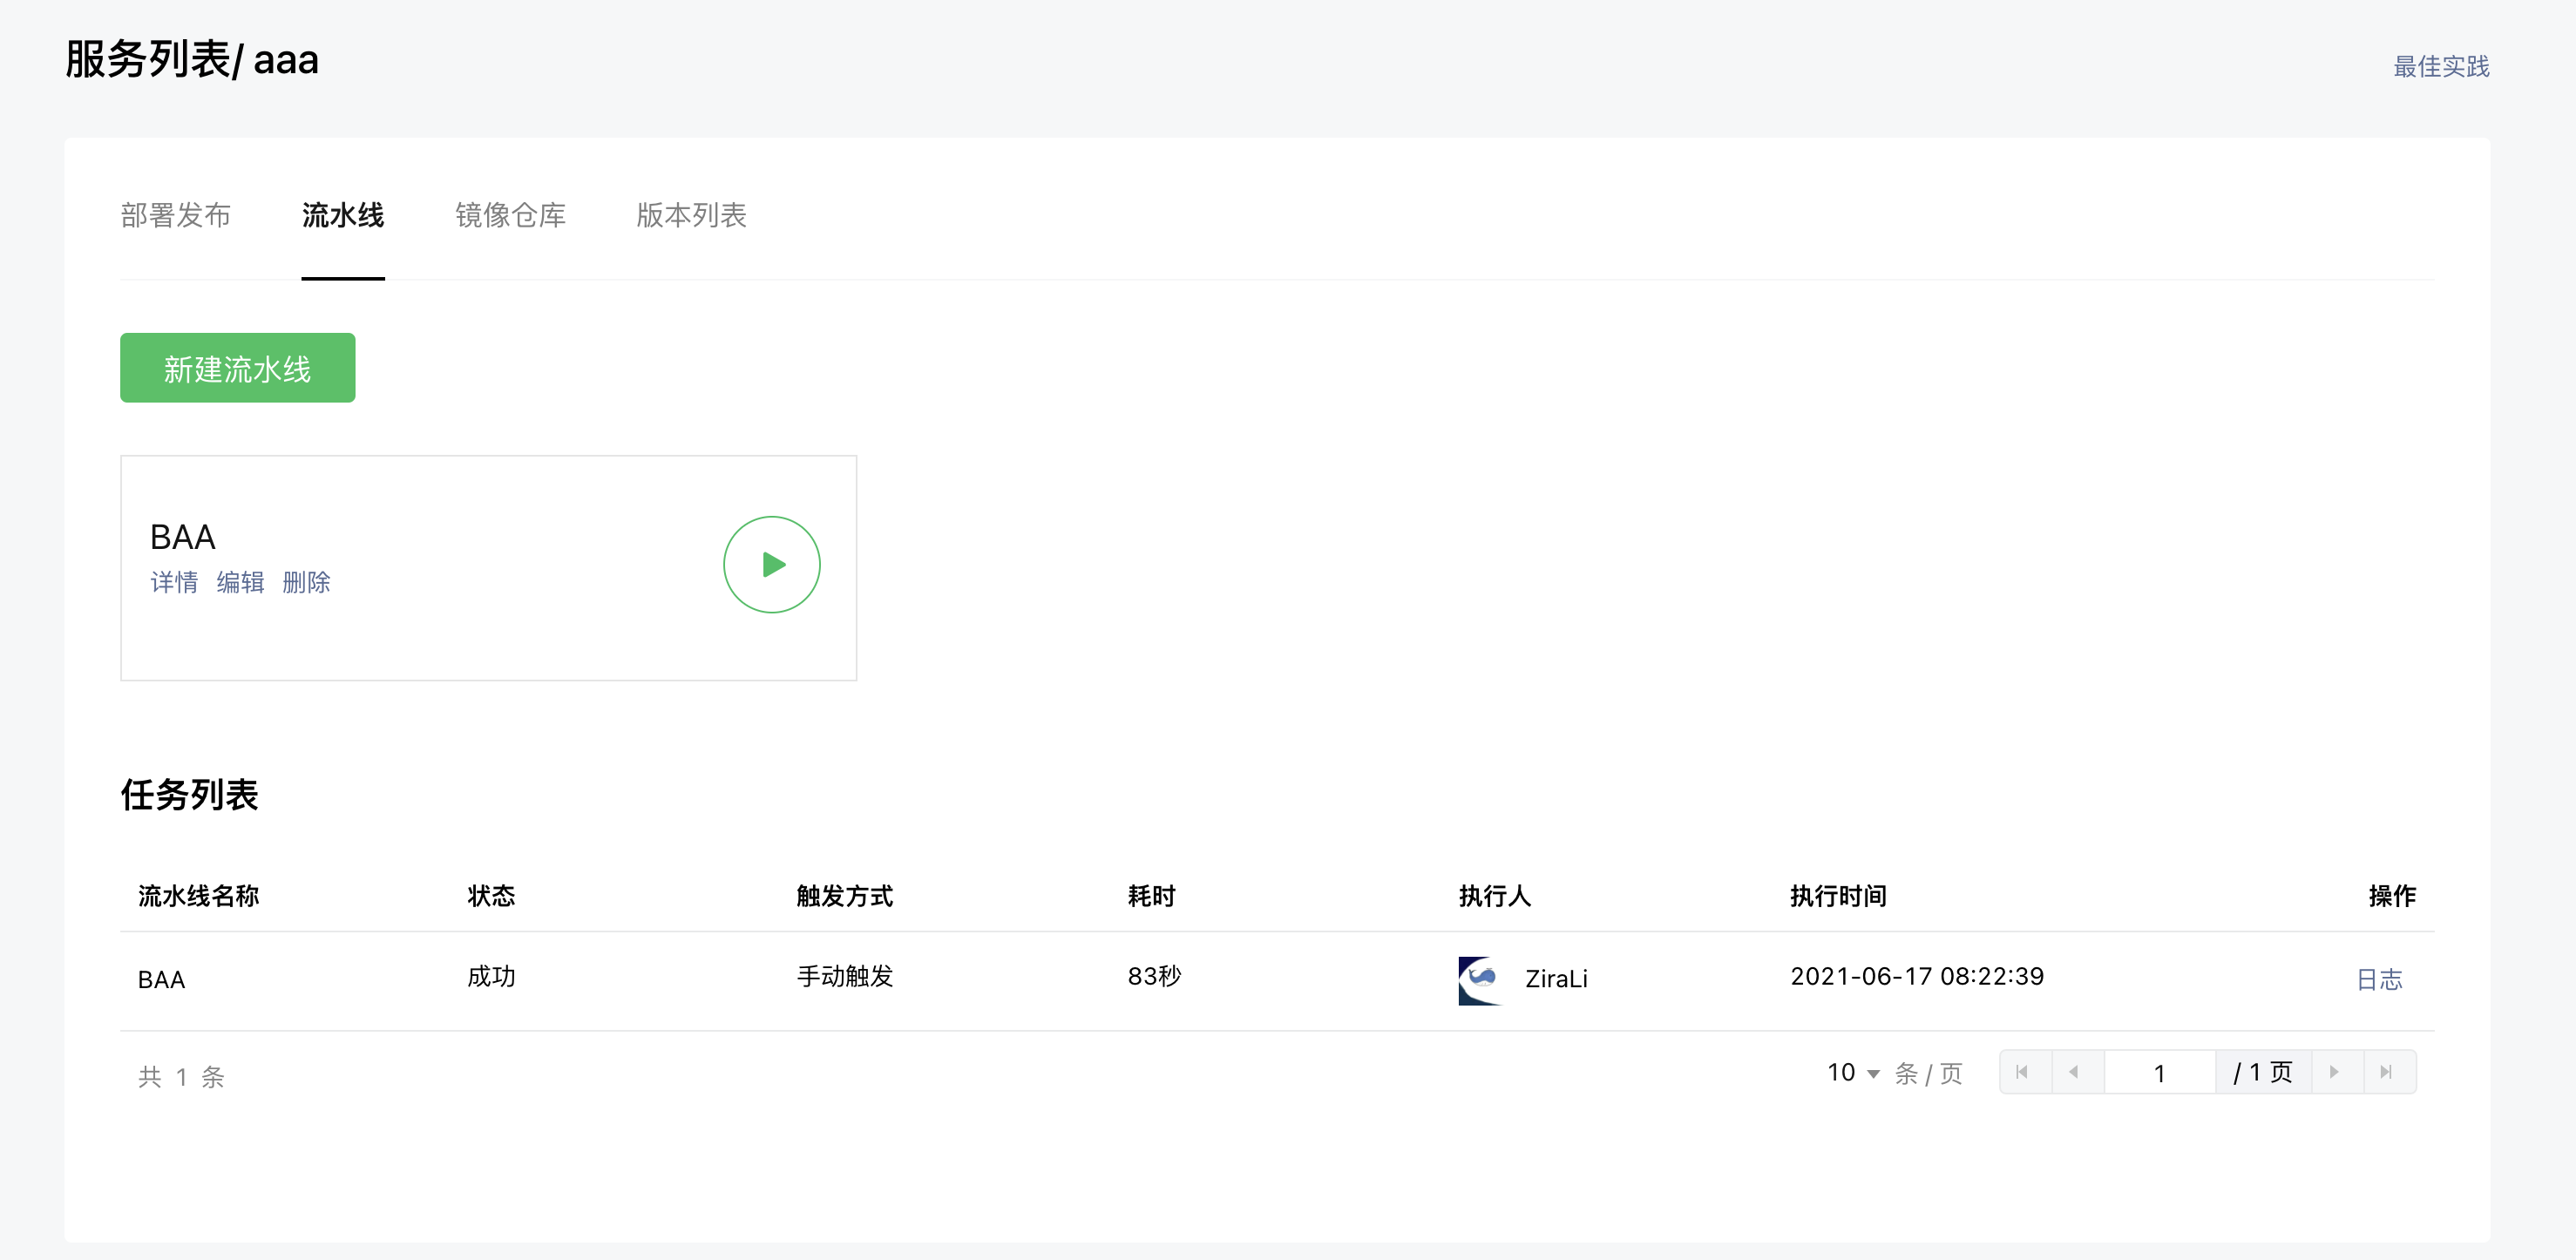 服务列表/ aaa
最佳实践
部署发布 流水线 镜像仓库 版本列表
新建流水线
BAA
详情 编辑 删除
任务列表
流水线名称 状态 触发方式 耗时 执行人 执行时间 操作
BAA 成功 手动触发 83秒 ZiraLi 2021-06-17 08:22:39 日志
共 1 条 10 条 / 页 1 / 1 页